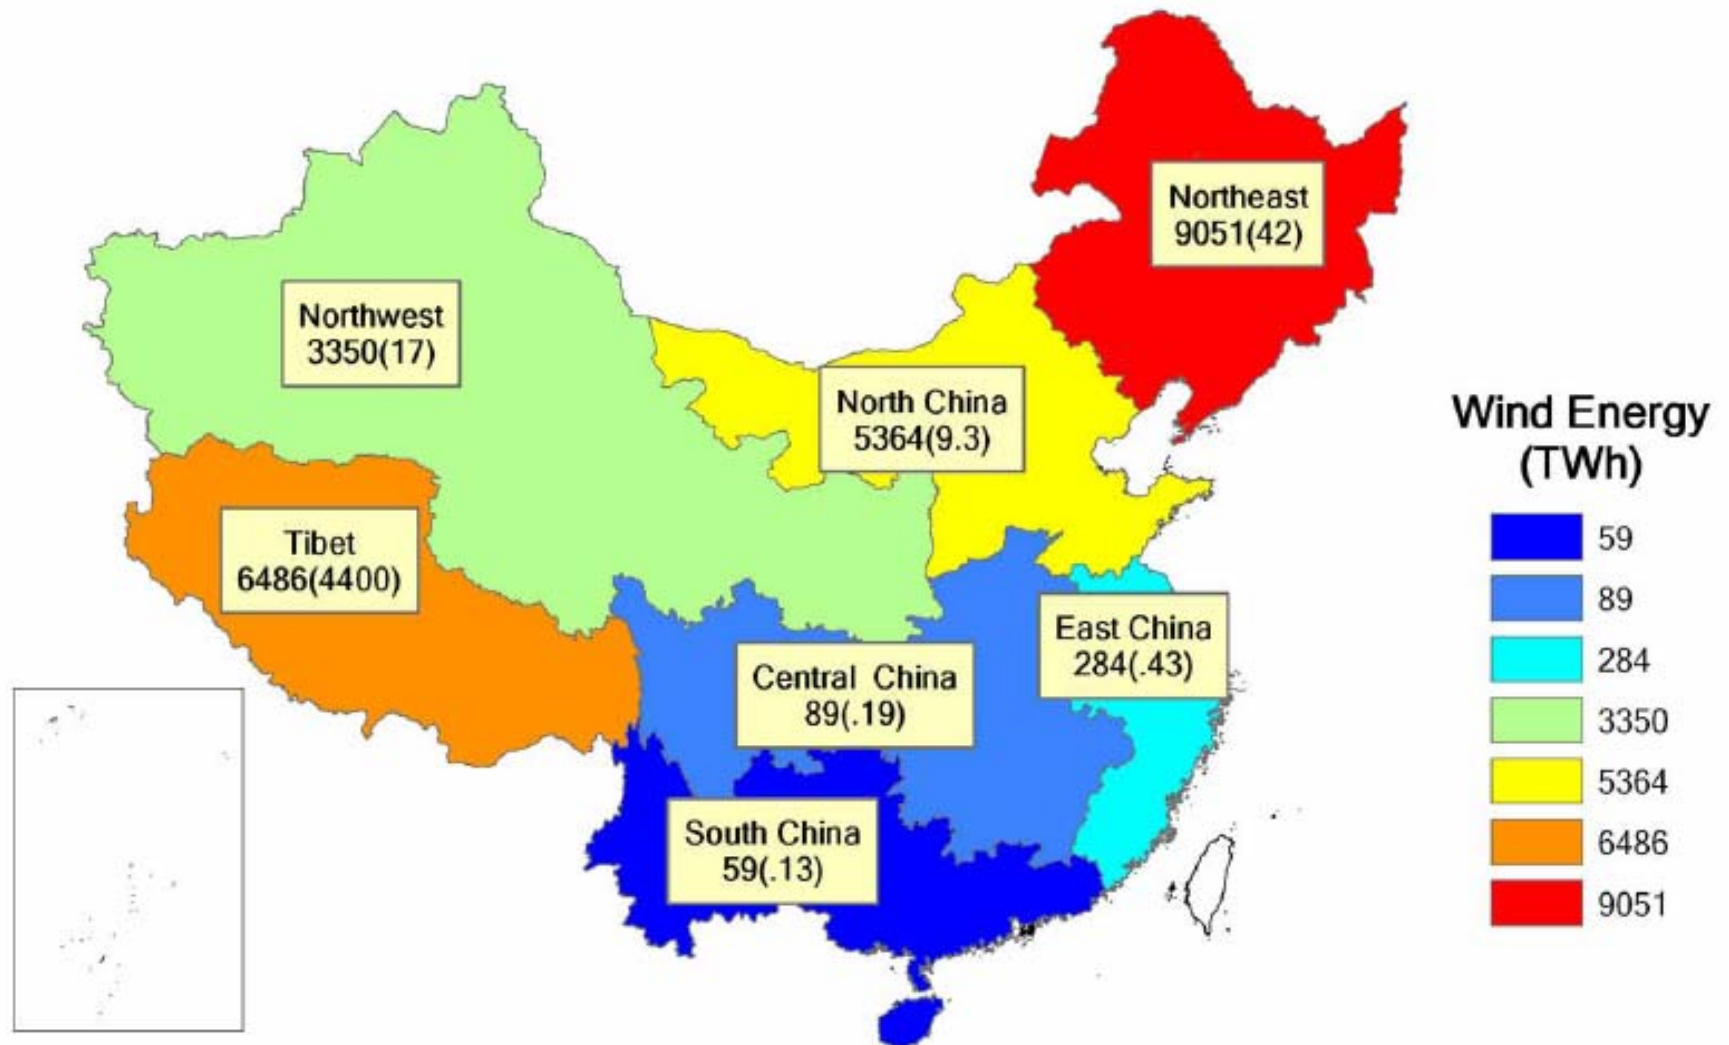 Northeast
9051(42)
Northwest
3350(17)
North China
5364(9.3)
Tibet
6486(4400)
East China
284(.43)
Central China
89(.19)
South China
59(.13)
Wind Energy
(TWh)
59
89
284
3350
5364
6486
9051